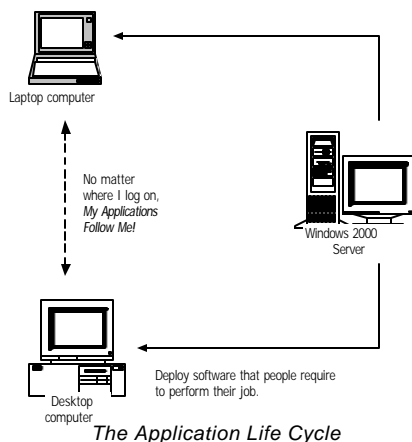 Laptop computer
No matter
where I log on,
My Applications
Follow Me!
Windows 2000
Server
Deploy software that people require
to perform their job.
Desktop
computer
The Application Life Cycle